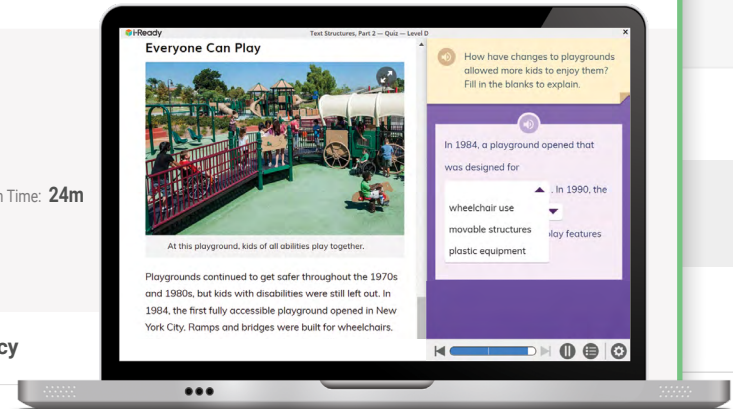 i-Ready
Text Structures, Part 2 — Quiz — Level D
x
Everyone Can Play
At this playground, kids of all abilities play together.
Playgrounds continued to get safer throughout the 1970s
and 1980s, but kids with disabilities were still left out. In
1984, the first fully accessible playground opened in New
York City. Ramps and bridges were built for wheelchairs.
How have changes to playgrounds
allowed more kids to enjoy them?
Fill in the blanks to explain.
In 1984, a playground opened that
was designed for
. In 1990, the
wheelchair use
movable structures
lay features
plastic equipment
n Time: 24m
cy